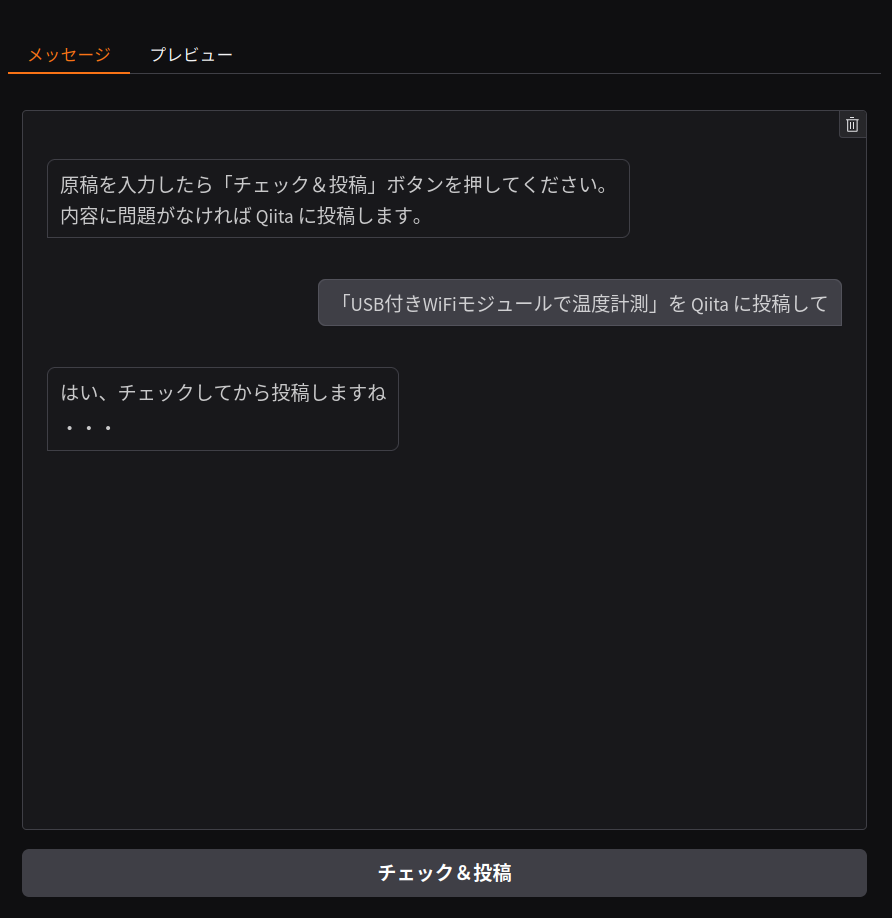 メッセージ
プレビュー
原稿を入力したら「チェック＆投稿」ボタンを押してください。
内容に問題がなければ Qiita に投稿します。
「USB付きWiFiモジュールで温度計測」を Qiita に投稿して
はい、チェックしてから投稿しますね
・・・
チェック＆投稿